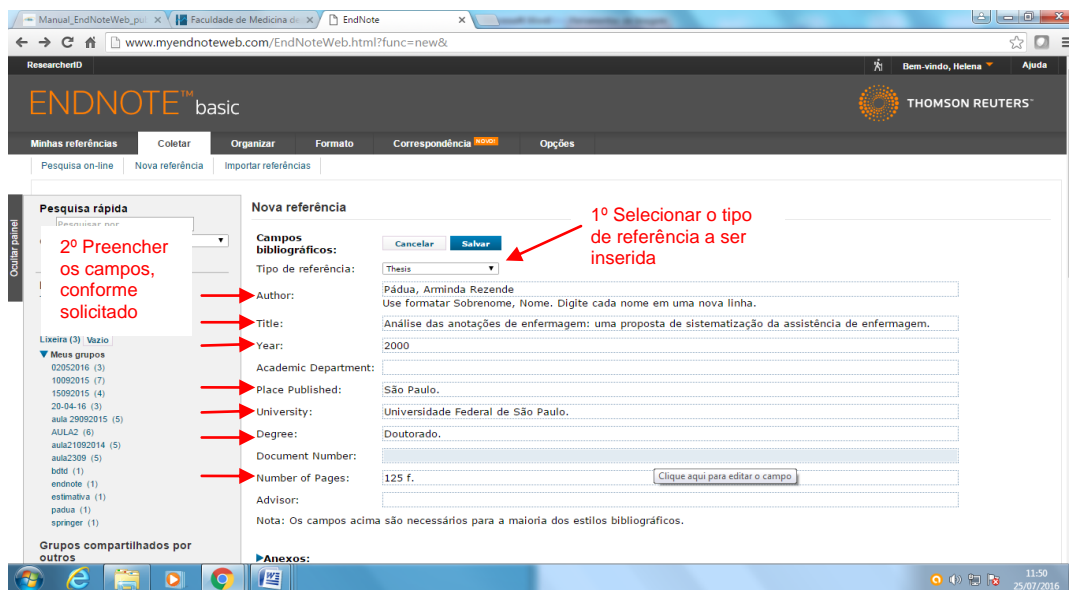 Manual_EndNoteWeb_pu
Faculdade de Medicina d
EndNote
www.myendnoteweb.com/EndNoteWeb.html?func=new&
ResearcherID
Bem-vindo, Helena
Ajuda
ENDNOTE™ basic
THOMSON REUTERS™
Minhas referências
Coletar
Organizar
Formato
Correspondência NOVO!
Opções
Pesquisa on-line
Nova referência
Importar referências
Ocultar painel
Pesquisa rápida
Pesquisar por
2º Preencher
os campos,
conforme
solicitado
Lixeira (3) Vazio
Meus grupos
02052016 (3)
10092015 (7)
15092015 (4)
20-04-16 (3)
aula 29092015 (5)
AULA2 (6)
aula21092014 (5)
aula2309 (5)
bdtd (1)
endnote (1)
estimativa (1)
padua (1)
springer (1)
Grupos compartilhados por
outros
Nova referência
1º Selecionar o tipo
de referência a ser
inserida
Campos
bibliográficos:
Cancelar
Salvar
Tipo de referência: Thesis
Author: Pádua, Arminda Rezende
Use formatar Sobrenome, Nome. Digite cada nome em uma nova linha.
Title: Análise das anotações de enfermagem: uma proposta de sistematização da assistência de enfermagem.
Year: 2000
Academic Department:
Place Published: São Paulo.
University: Universidade Federal de São Paulo.
Degree: Doutorado.
Document Number:
Number of Pages: 125 f.
Clique aqui para editar o campo
Advisor:
Nota: Os campos acima são necessários para a maioria dos estilos bibliográficos.
Anexos:
11:50
25/07/2016